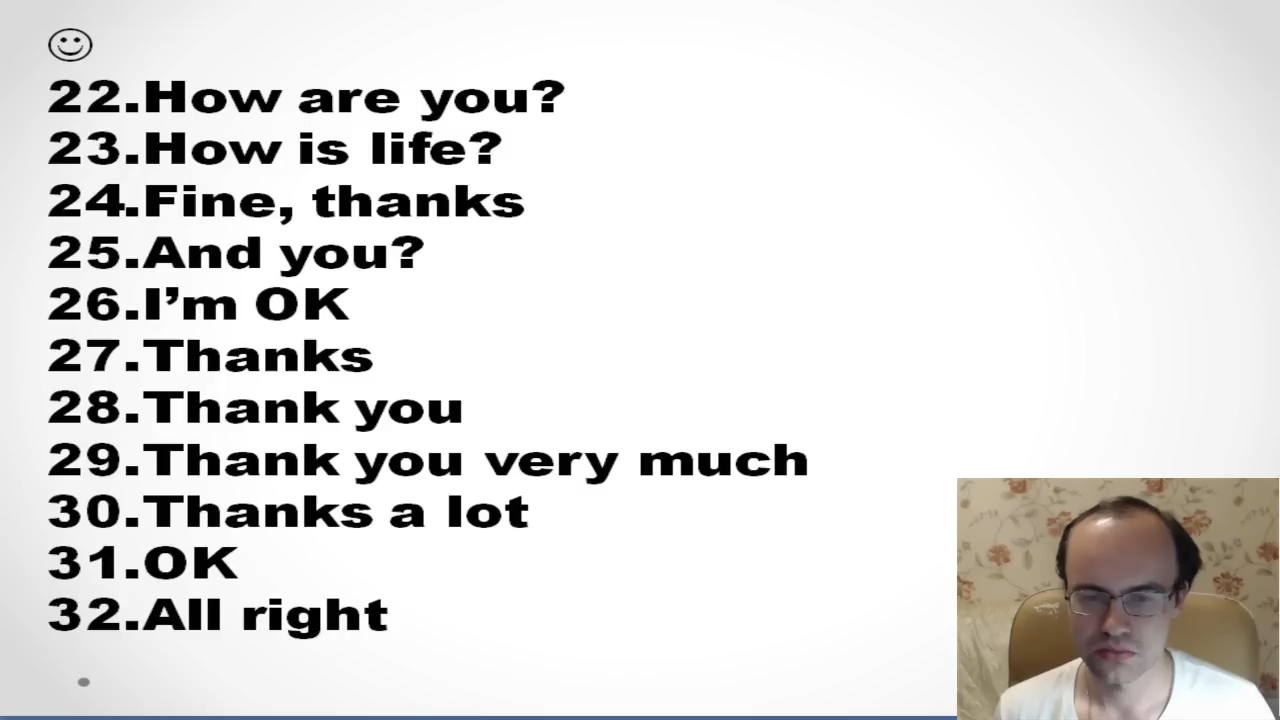 22.How are you?
23.How is life?
24.Fine, thanks
25.And you?
26.I’m OK
27.Thanks
28.Thank you
29.Thank you very much
30.Thanks a lot
31.OK
32.All right